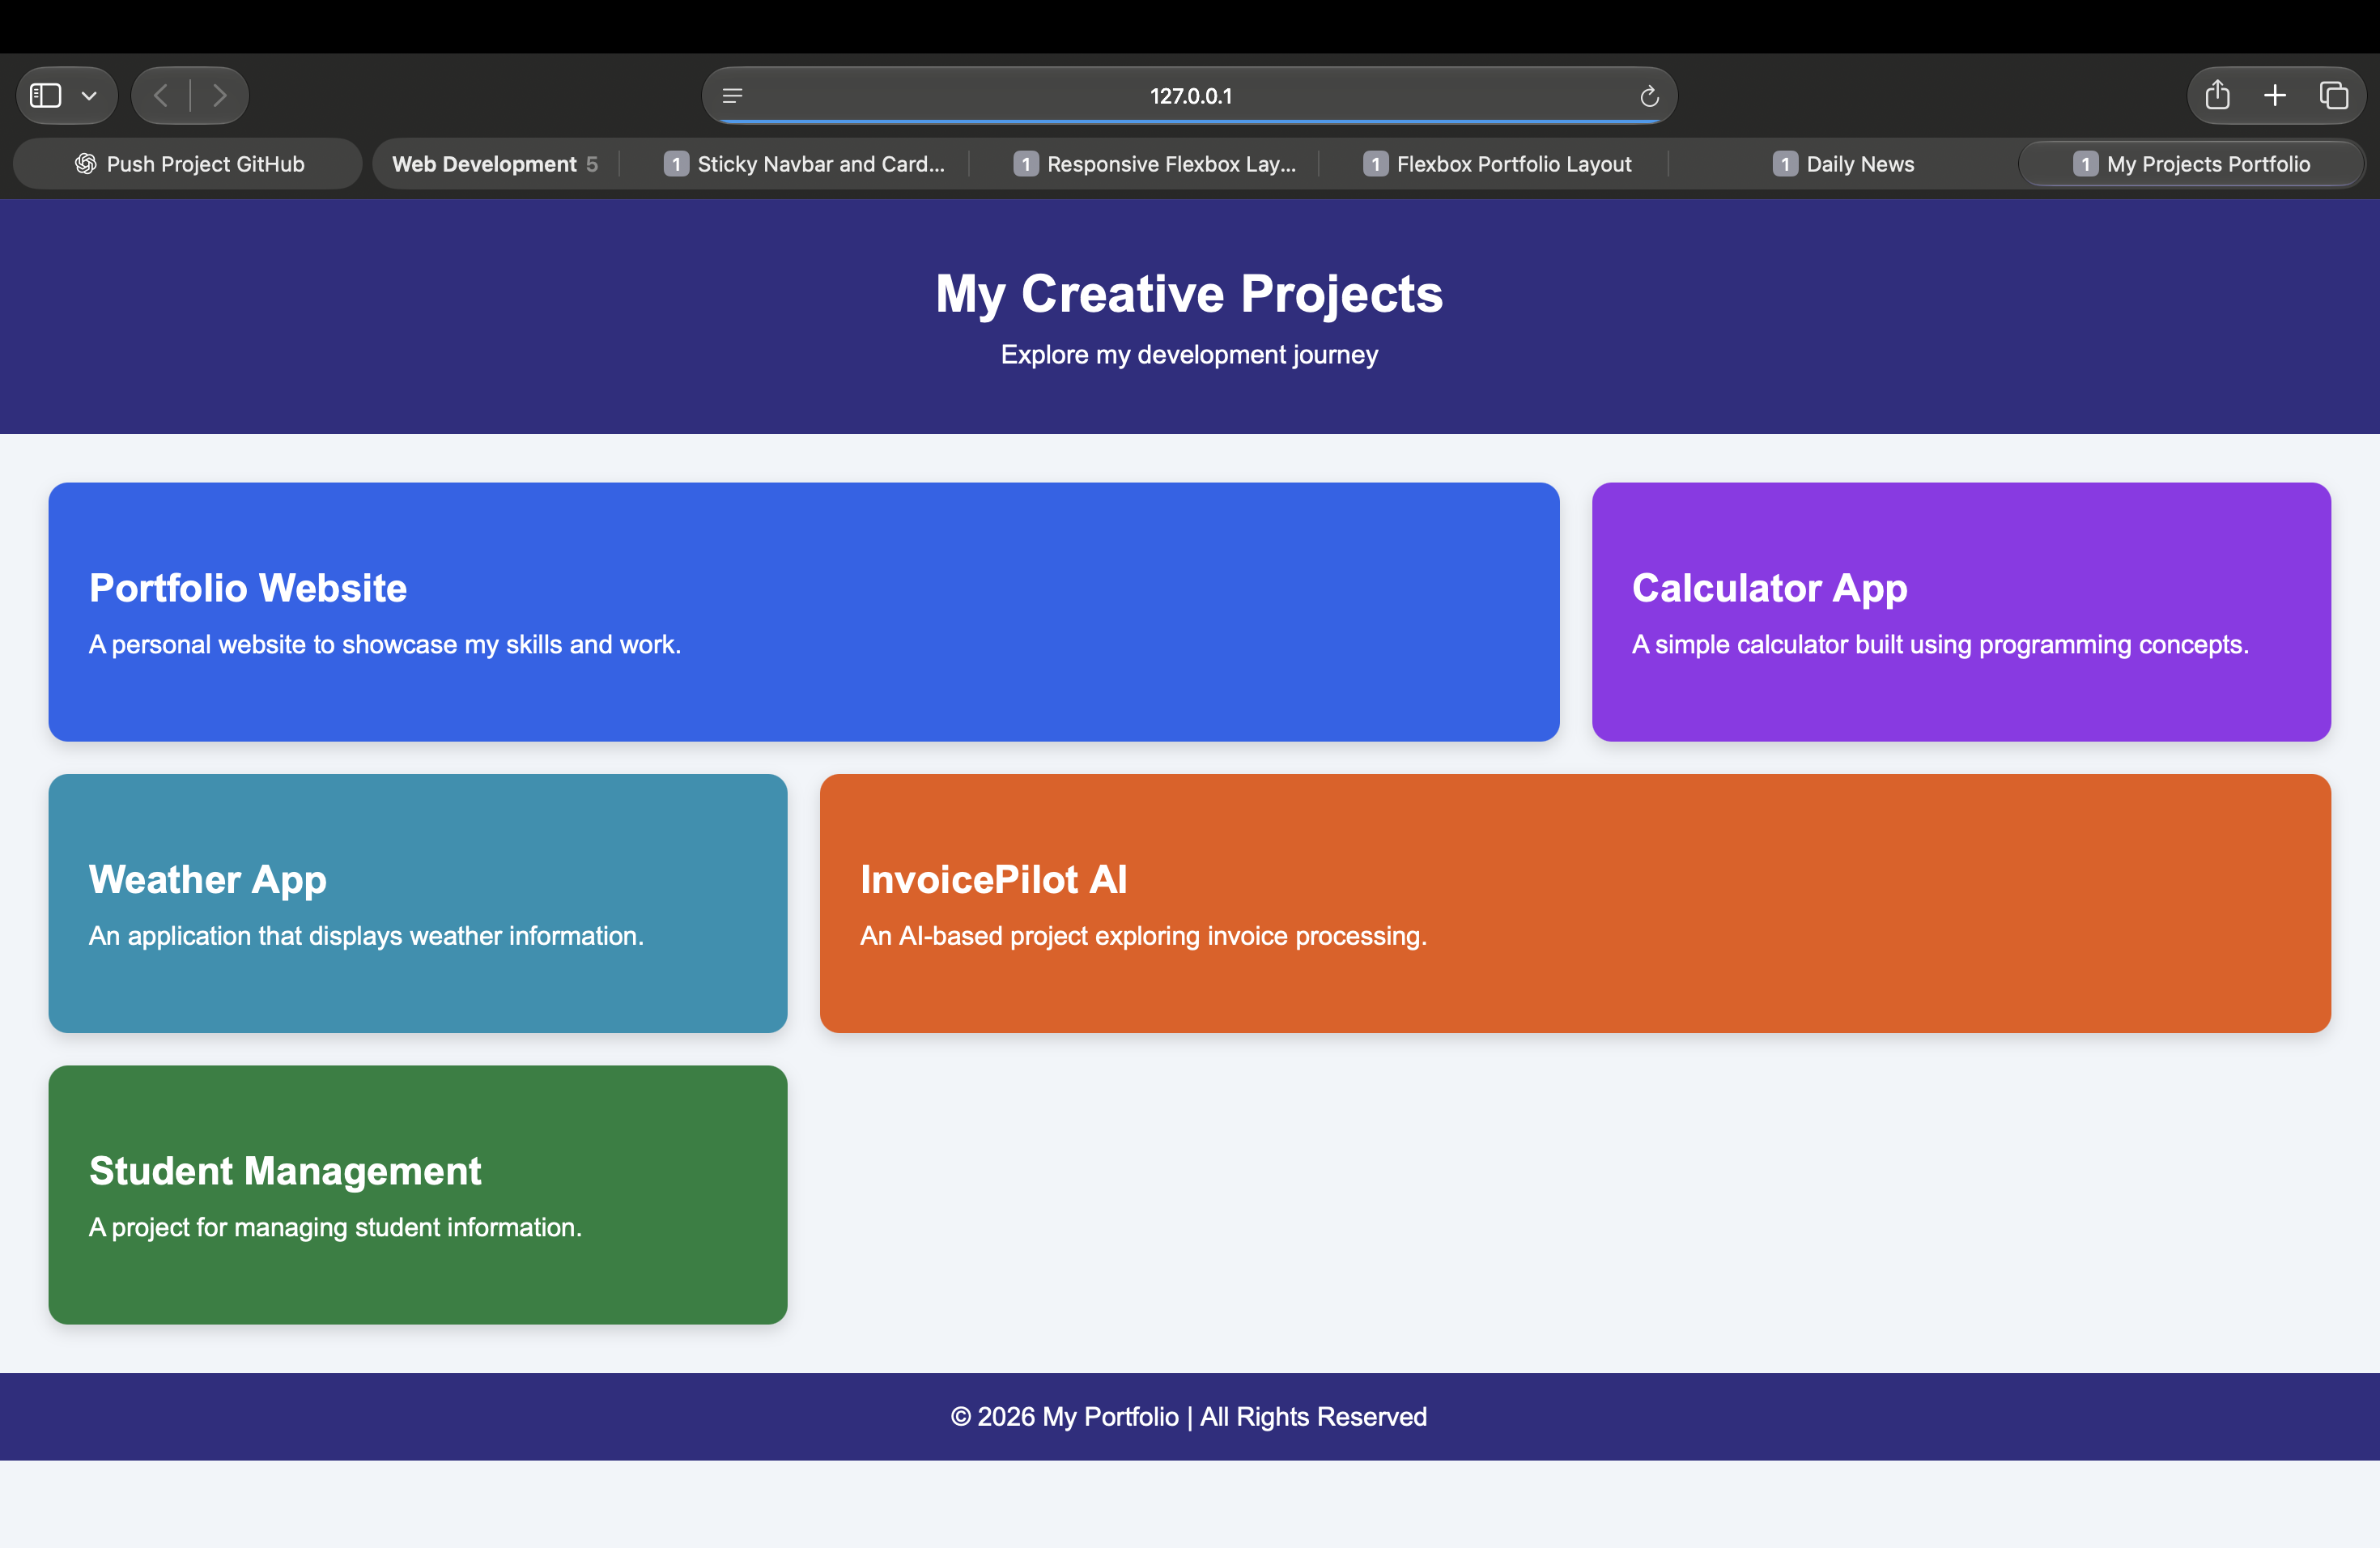 127.0.0.1
Push Project GitHub
Web Development 5
1 Sticky Navbar and Card...
1 Responsive Flexbox Lay...
1 Flexbox Portfolio Layout
1 Daily News
1 My Projects Portfolio
My Creative Projects
Explore my development journey
Portfolio Website
A personal website to showcase my skills and work.
Calculator App
A simple calculator built using programming concepts.
Weather App
An application that displays weather information.
InvoicePilot AI
An AI-based project exploring invoice processing.
Student Management
A project for managing student information.
© 2026 My Portfolio | All Rights Reserved